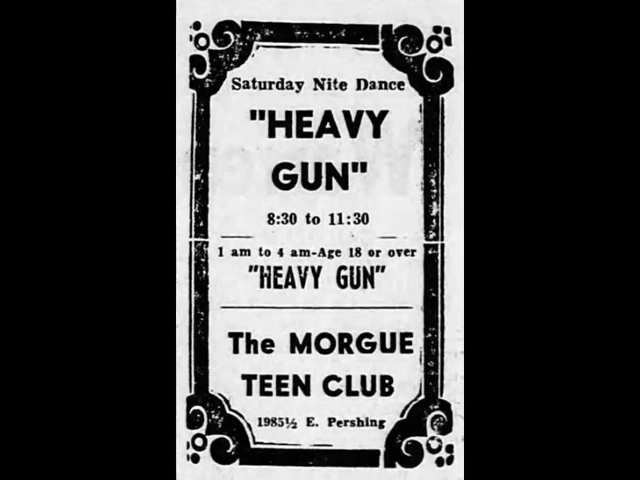 Saturday Nite Dance
"HEAVY
GUN"
8:30 to 11:30
1 am to 4 am-Age 18 or over
"HEAVY GUN"
The MORGUE
TEEN CLUB
1985½ E. Pershing